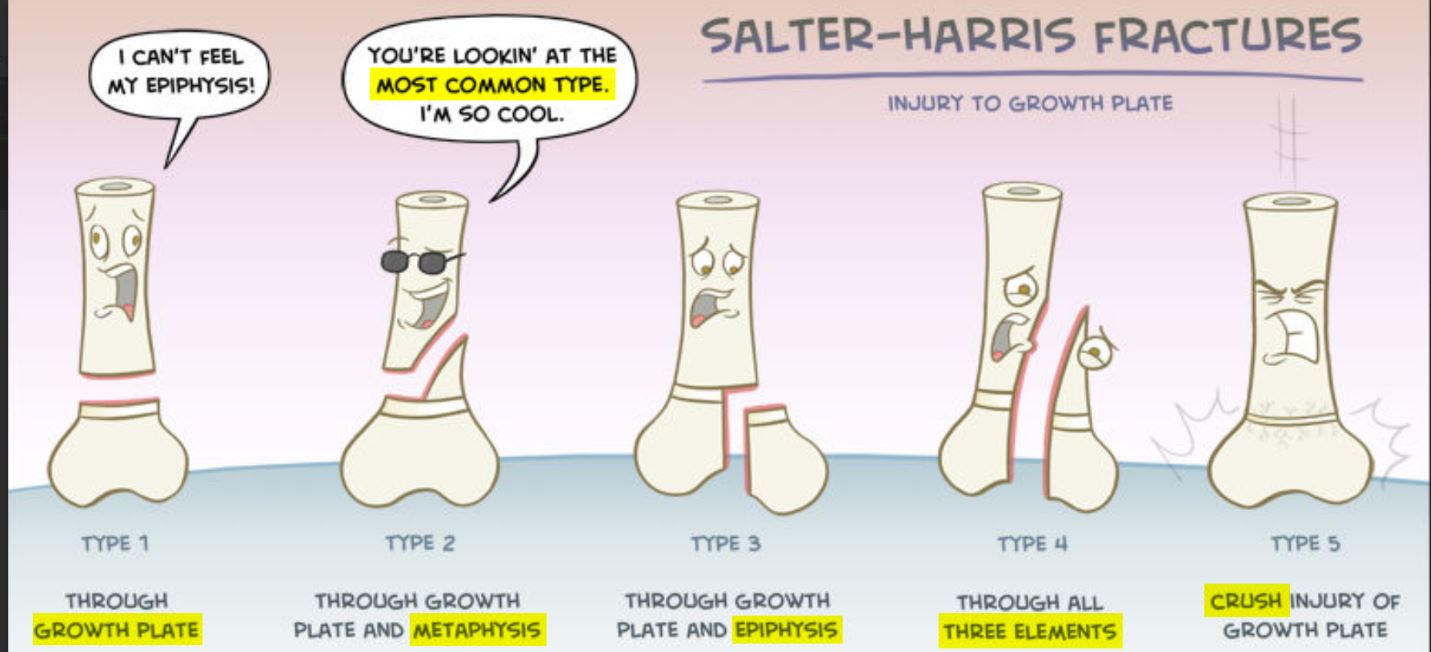 SALTER-HARRIS FRACTURES
INJURY TO GROWTH PLATE
I CAN'T FEEL
MY EPIPHYSIS!
YOU'RE LOOKIN' AT THE
MOST COMMON TYPE.
I'M SO COOL.
TYPE 1
THROUGH
GROWTH PLATE
TYPE 2
THROUGH GROWTH
PLATE AND METAPHYSIS
TYPE 3
THROUGH GROWTH
PLATE AND EPIPHYSIS
TYPE 4
THROUGH ALL
THREE ELEMENTS
TYPE 5
CRUSH INJURY OF
GROWTH PLATE